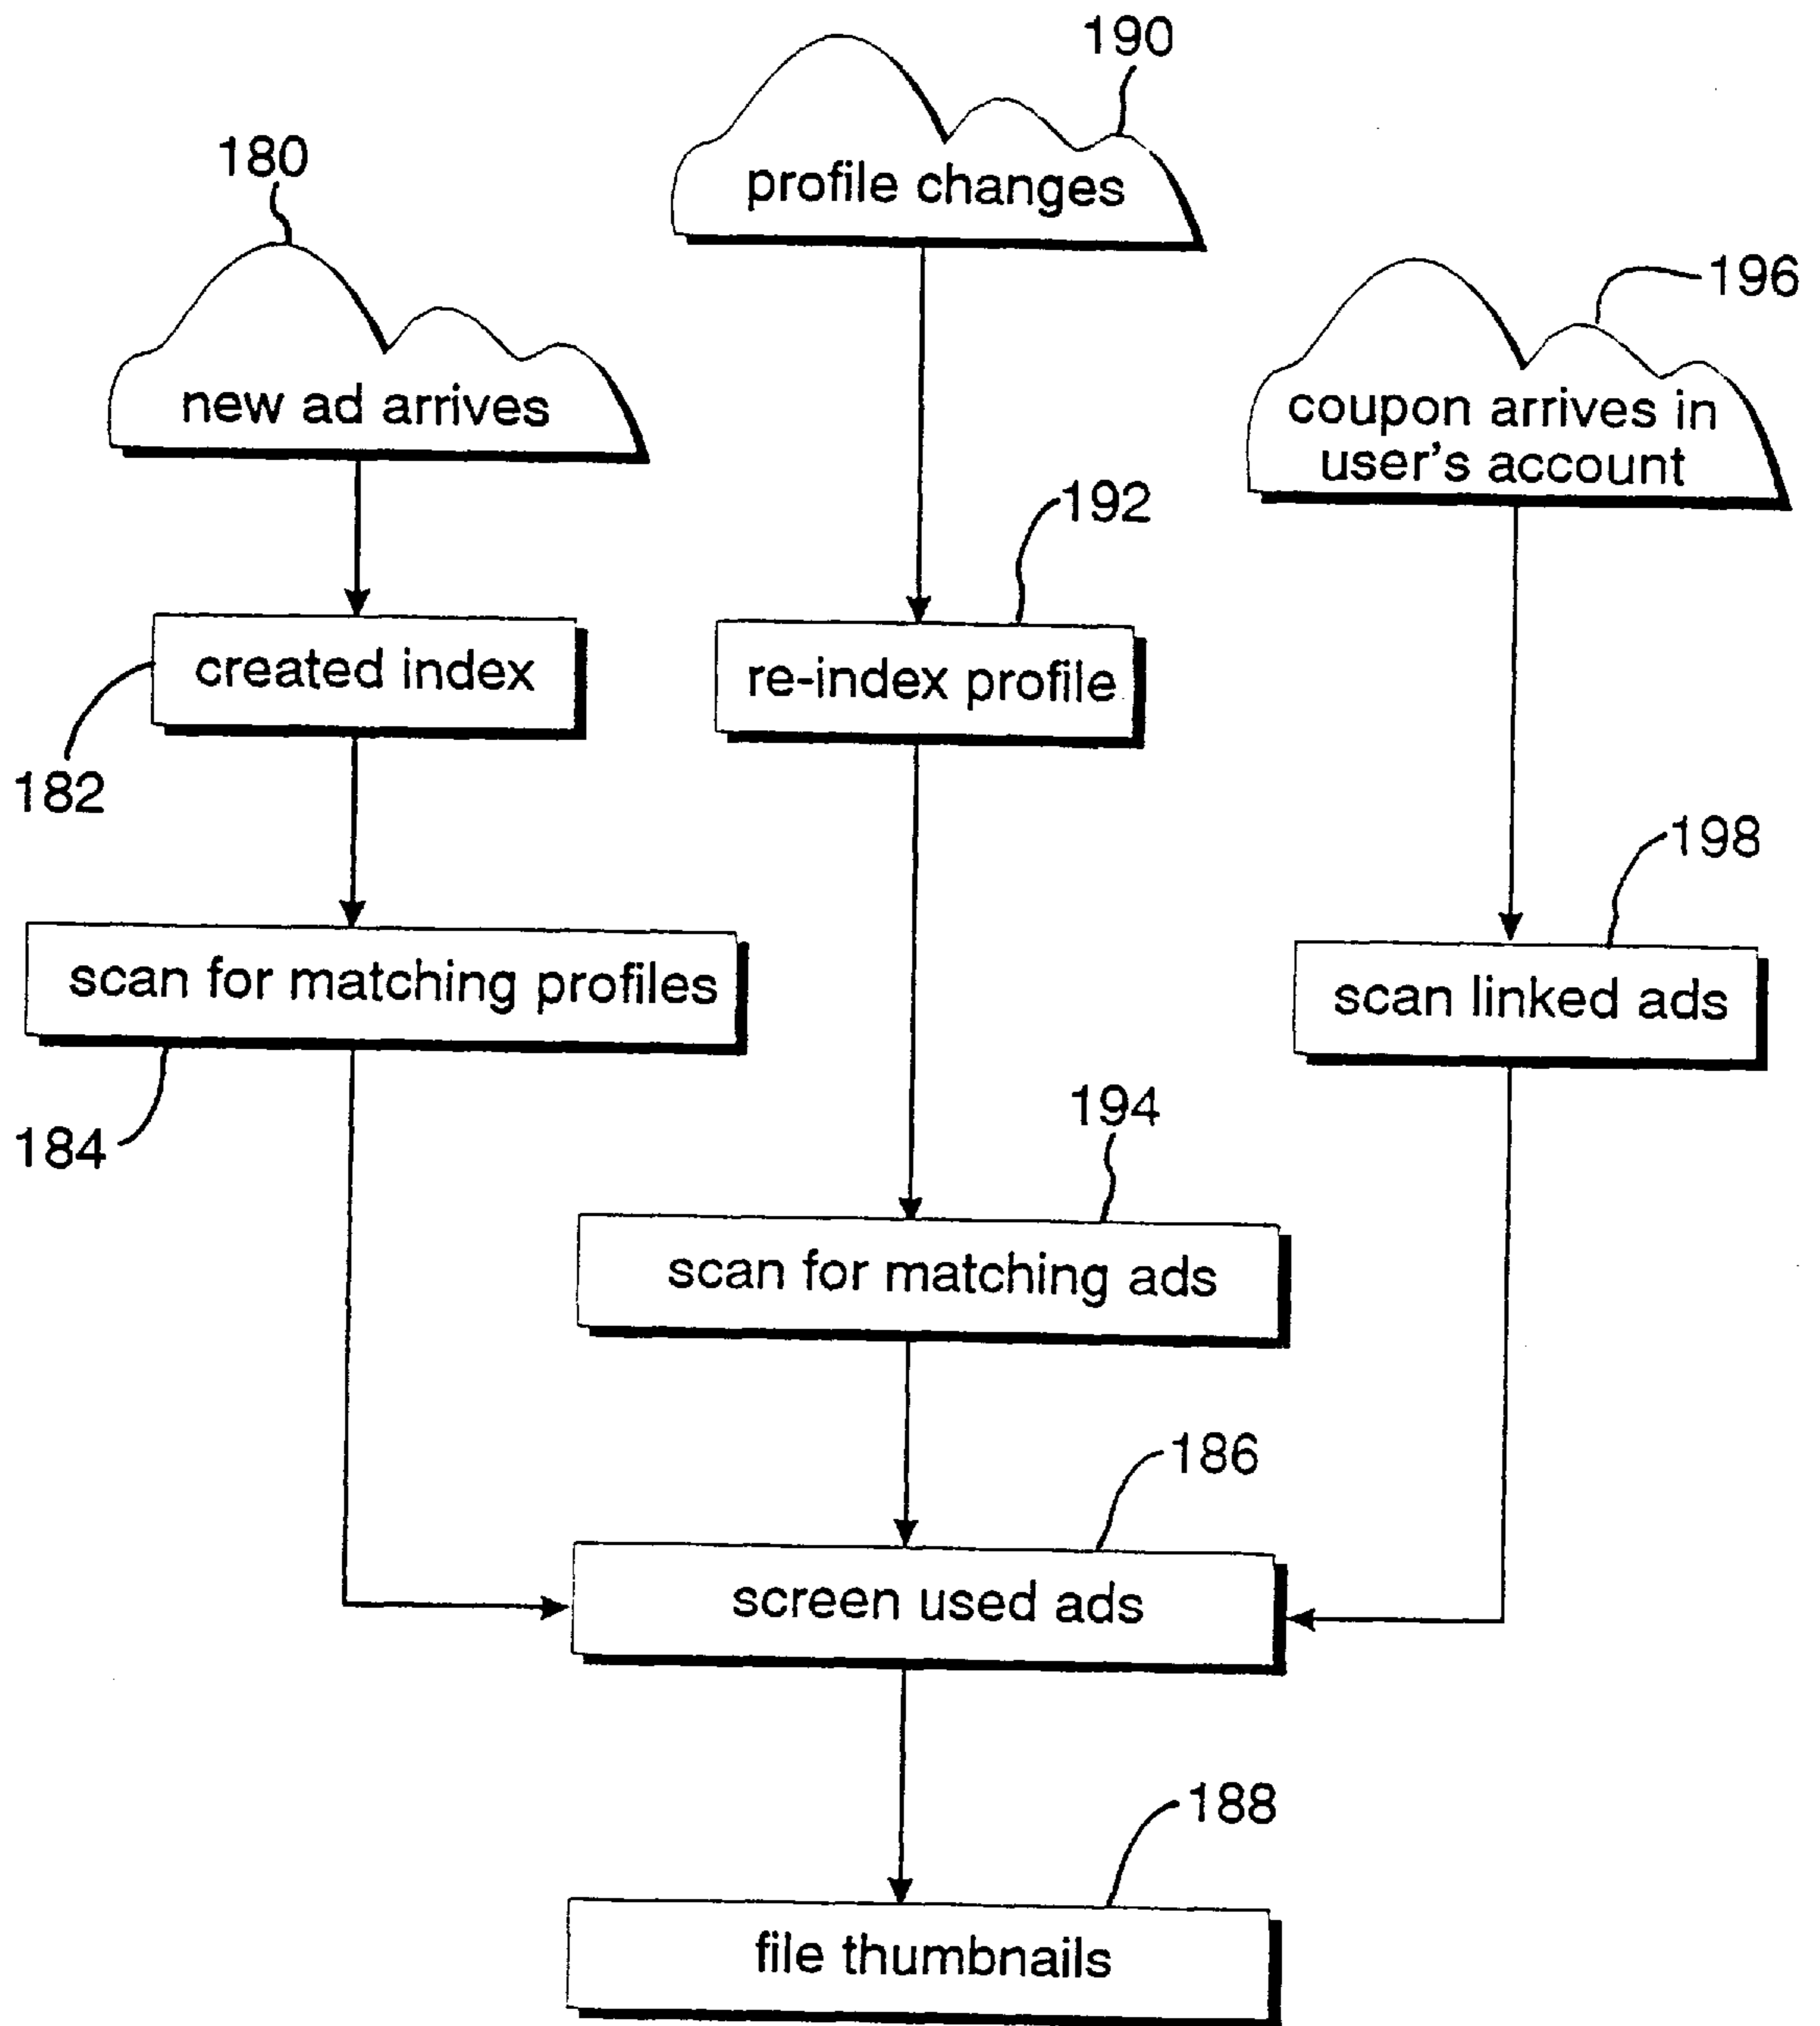 190
profile changes
180
new ad arrives
196
coupon arrives in
user's account
192
created index
re-index profile
182
198
scan for matching profiles
scan linked ads
184
194
scan for matching ads
186
screen used ads
188
file thumbnails